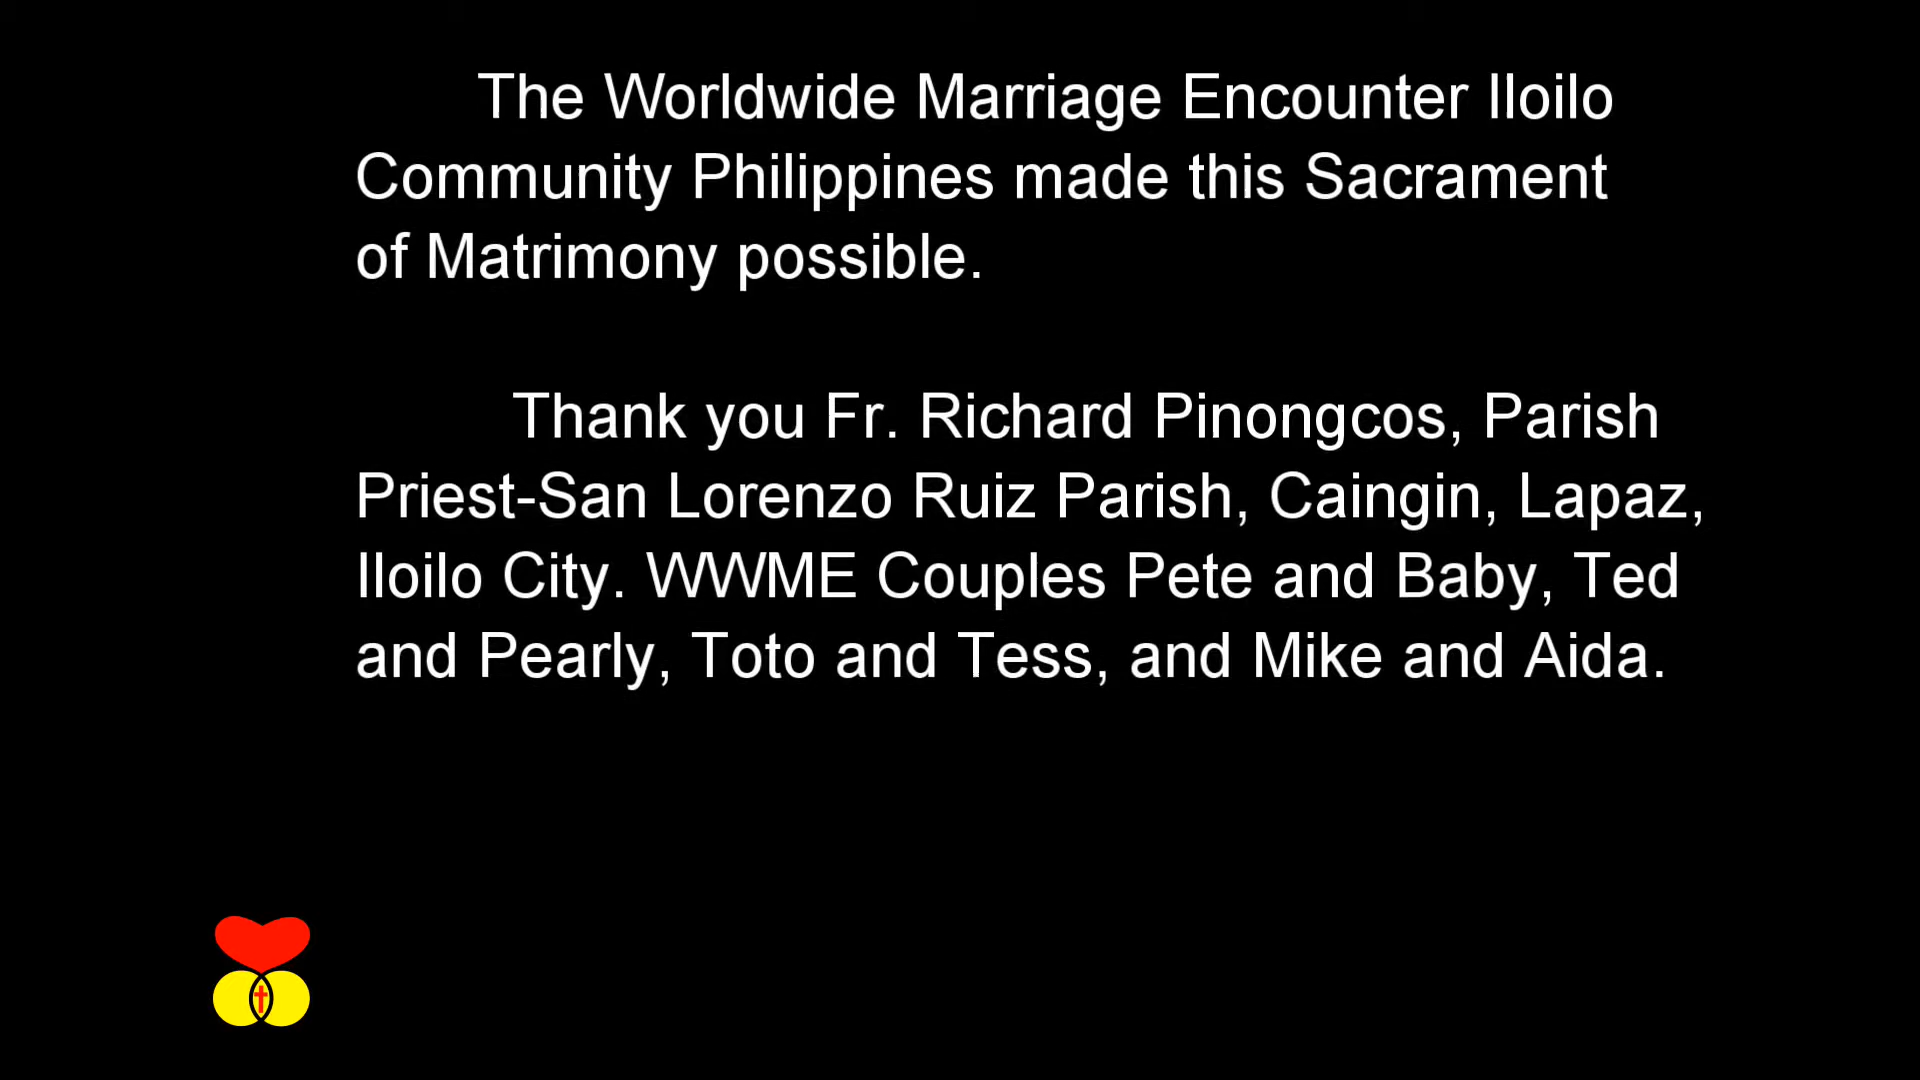 The Worldwide Marriage Encounter Iloilo
Community Philippines made this Sacrament
of Matrimony possible.
Thank you Fr. Richard Pinongcos, Parish
Priest-San Lorenzo Ruiz Parish, Caingin, Lapaz,
Iloilo City. WWME Couples Pete and Baby, Ted
and Pearly, Toto and Tess, and Mike and Aida.